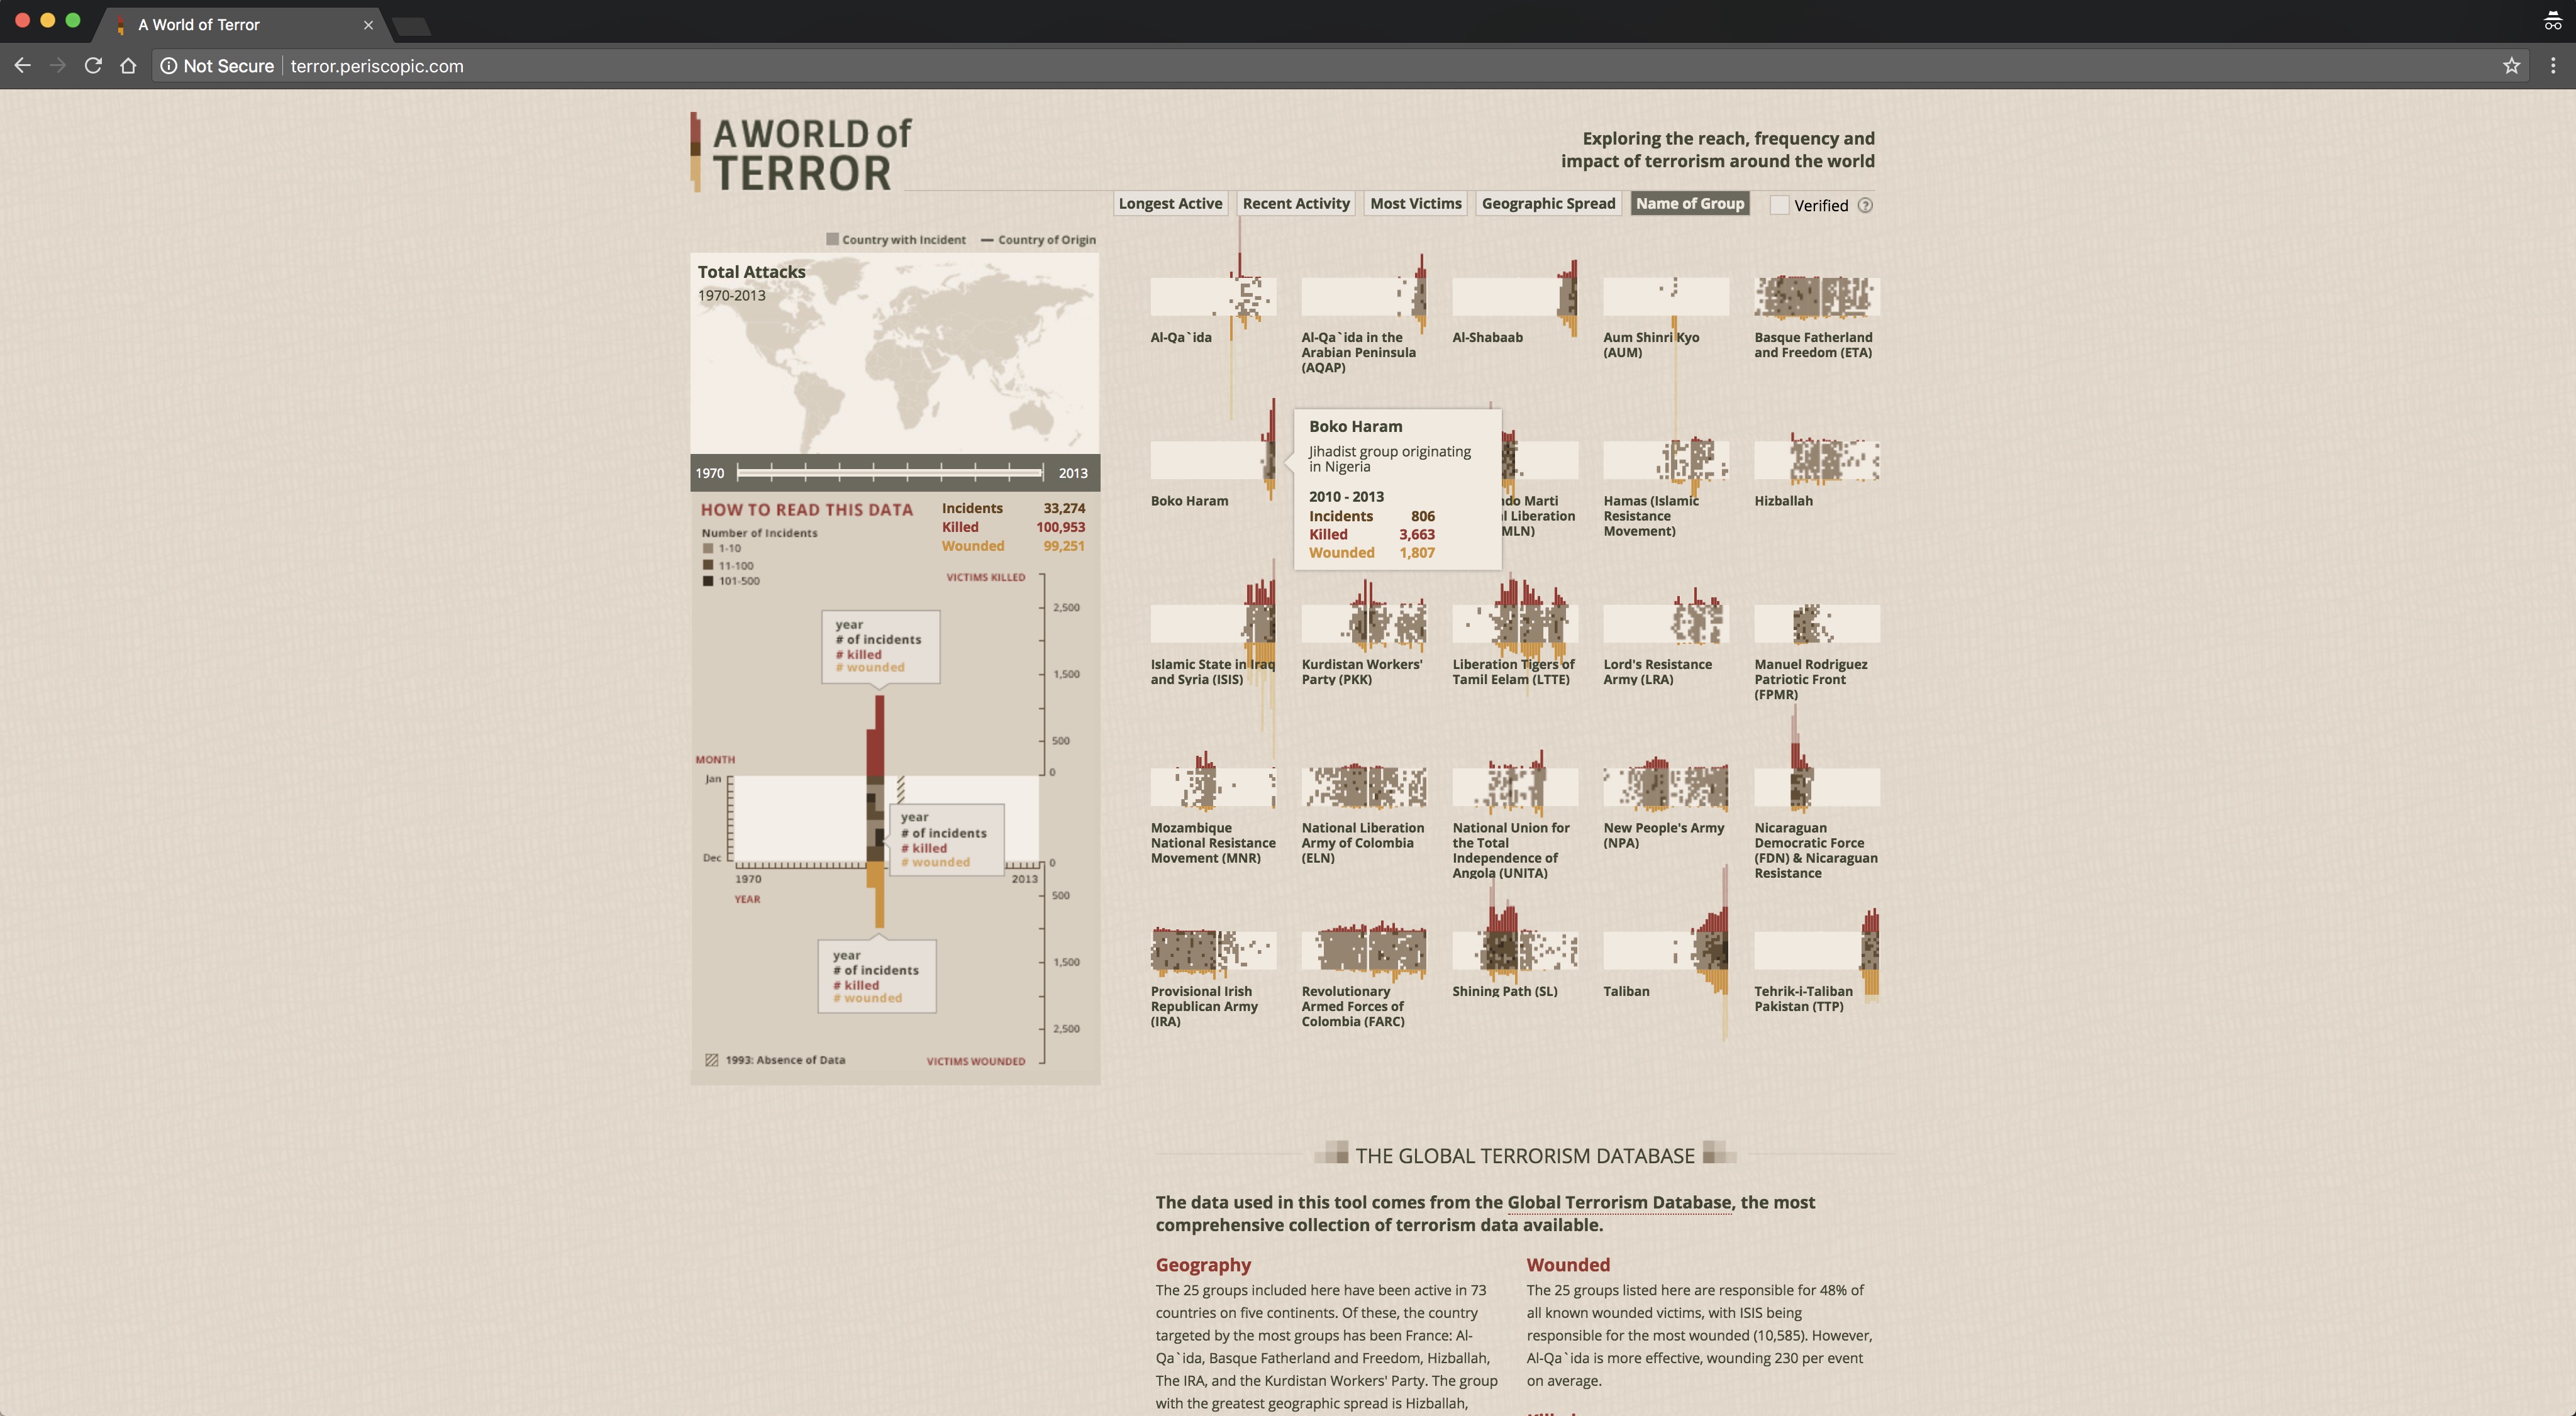 A World of Terror
Not Secure
terror.periscopic.com
A WORLD of
TERROR
Exploring the reach, frequency and
impact of terrorism around the world
Longest Active
Recent Activity
Most Victims
Geographic Spread
Name of Group
Verified ?
Country with Incident
Country of Origin
Total Attacks
1970-2013
1970
2013
HOW TO READ THIS DATA
Number of Incidents
1-10
11-100
101-500
Incidents 33,274
Killed 100,953
Wounded 99,251
VICTIMS KILLED
2,500
1,500
500
0
year
# of incidents
# killed
# wounded
MONTH
Jan
Dec
year
# of incidents
# killed
# wounded
1970
2013
YEAR
0
500
1,500
2,500
year
# of incidents
# killed
# wounded
1993: Absence of Data
VICTIMS WOUNDED
Al-Qa`ida
Al-Qa`ida in the
Arabian Peninsula
(AQAP)
Al-Shabaab
Aum Shinri Kyo
(AUM)
Basque Fatherland
and Freedom (ETA)
Boko Haram
Boko Haram
Jihadist group originating
in Nigeria
2010 - 2013
Incidents 806
Killed 3,663
Wounded 1,807
ndo Marti
l Liberation
MLN)
Hamas (Islamic
Resistance
Movement)
Hizballah
Islamic State in Iraq
and Syria (ISIS)
Kurdistan Workers'
Party (PKK)
Liberation Tigers of
Tamil Eelam (LTTE)
Lord's Resistance
Army (LRA)
Manuel Rodriguez
Patriotic Front
(FPMR)
Mozambique
National Resistance
Movement (MNR)
National Liberation
Army of Colombia
(ELN)
National Union for
the Total
Independence of
Angola (UNITA)
New People's Army
(NPA)
Nicaraguan
Democratic Force
(FDN) & Nicaraguan
Resistance
Provisional Irish
Republican Army
(IRA)
Revolutionary
Armed Forces of
Colombia (FARC)
Shining Path (SL)
Taliban
Tehrik-i-Taliban
Pakistan (TTP)
THE GLOBAL TERRORISM DATABASE
The data used in this tool comes from the Global Terrorism Database, the most
comprehensive collection of terrorism data available.
Geography
The 25 groups included here have been active in 73
countries on five continents. Of these, the country
targeted by the most groups has been France: Al-
Qa`ida, Basque Fatherland and Freedom, Hizballah,
The IRA, and the Kurdistan Workers' Party. The group
with the greatest geographic spread is Hizballah,
Wounded
The 25 groups listed here are responsible for 48% of
all known wounded victims, with ISIS being
responsible for the most wounded (10,585). However,
Al-Qa`ida is more effective, wounding 230 per event
on average.